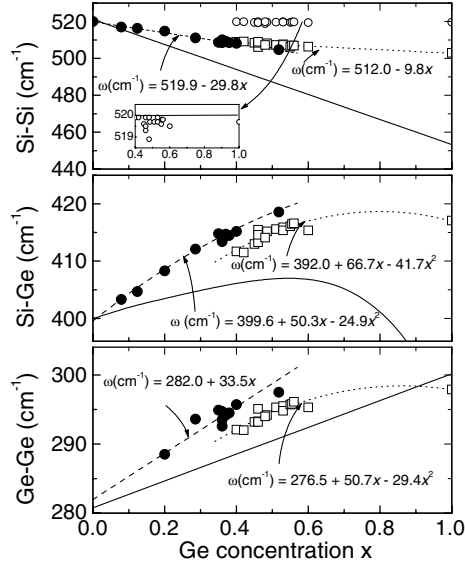 520
500
480
460
440
Si-Si (cm⁻¹)
ω(cm⁻¹) = 519.9 - 29.8x
ω(cm⁻¹) = 512.0 - 9.8x
520
519
0.4 0.6 0.8 1.0
420
410
400
Si-Ge (cm⁻¹)
ω(cm⁻¹) = 392.0 + 66.7x - 41.7x²
ω(cm⁻¹) = 399.6 + 50.3x - 24.9x²
300
290
280
Ge-Ge (cm⁻¹)
ω(cm⁻¹) = 282.0 + 33.5x
ω(cm⁻¹) = 276.5 + 50.7x - 29.4x²
0.0 0.2 0.4 0.6 0.8 1.0
Ge concentration x